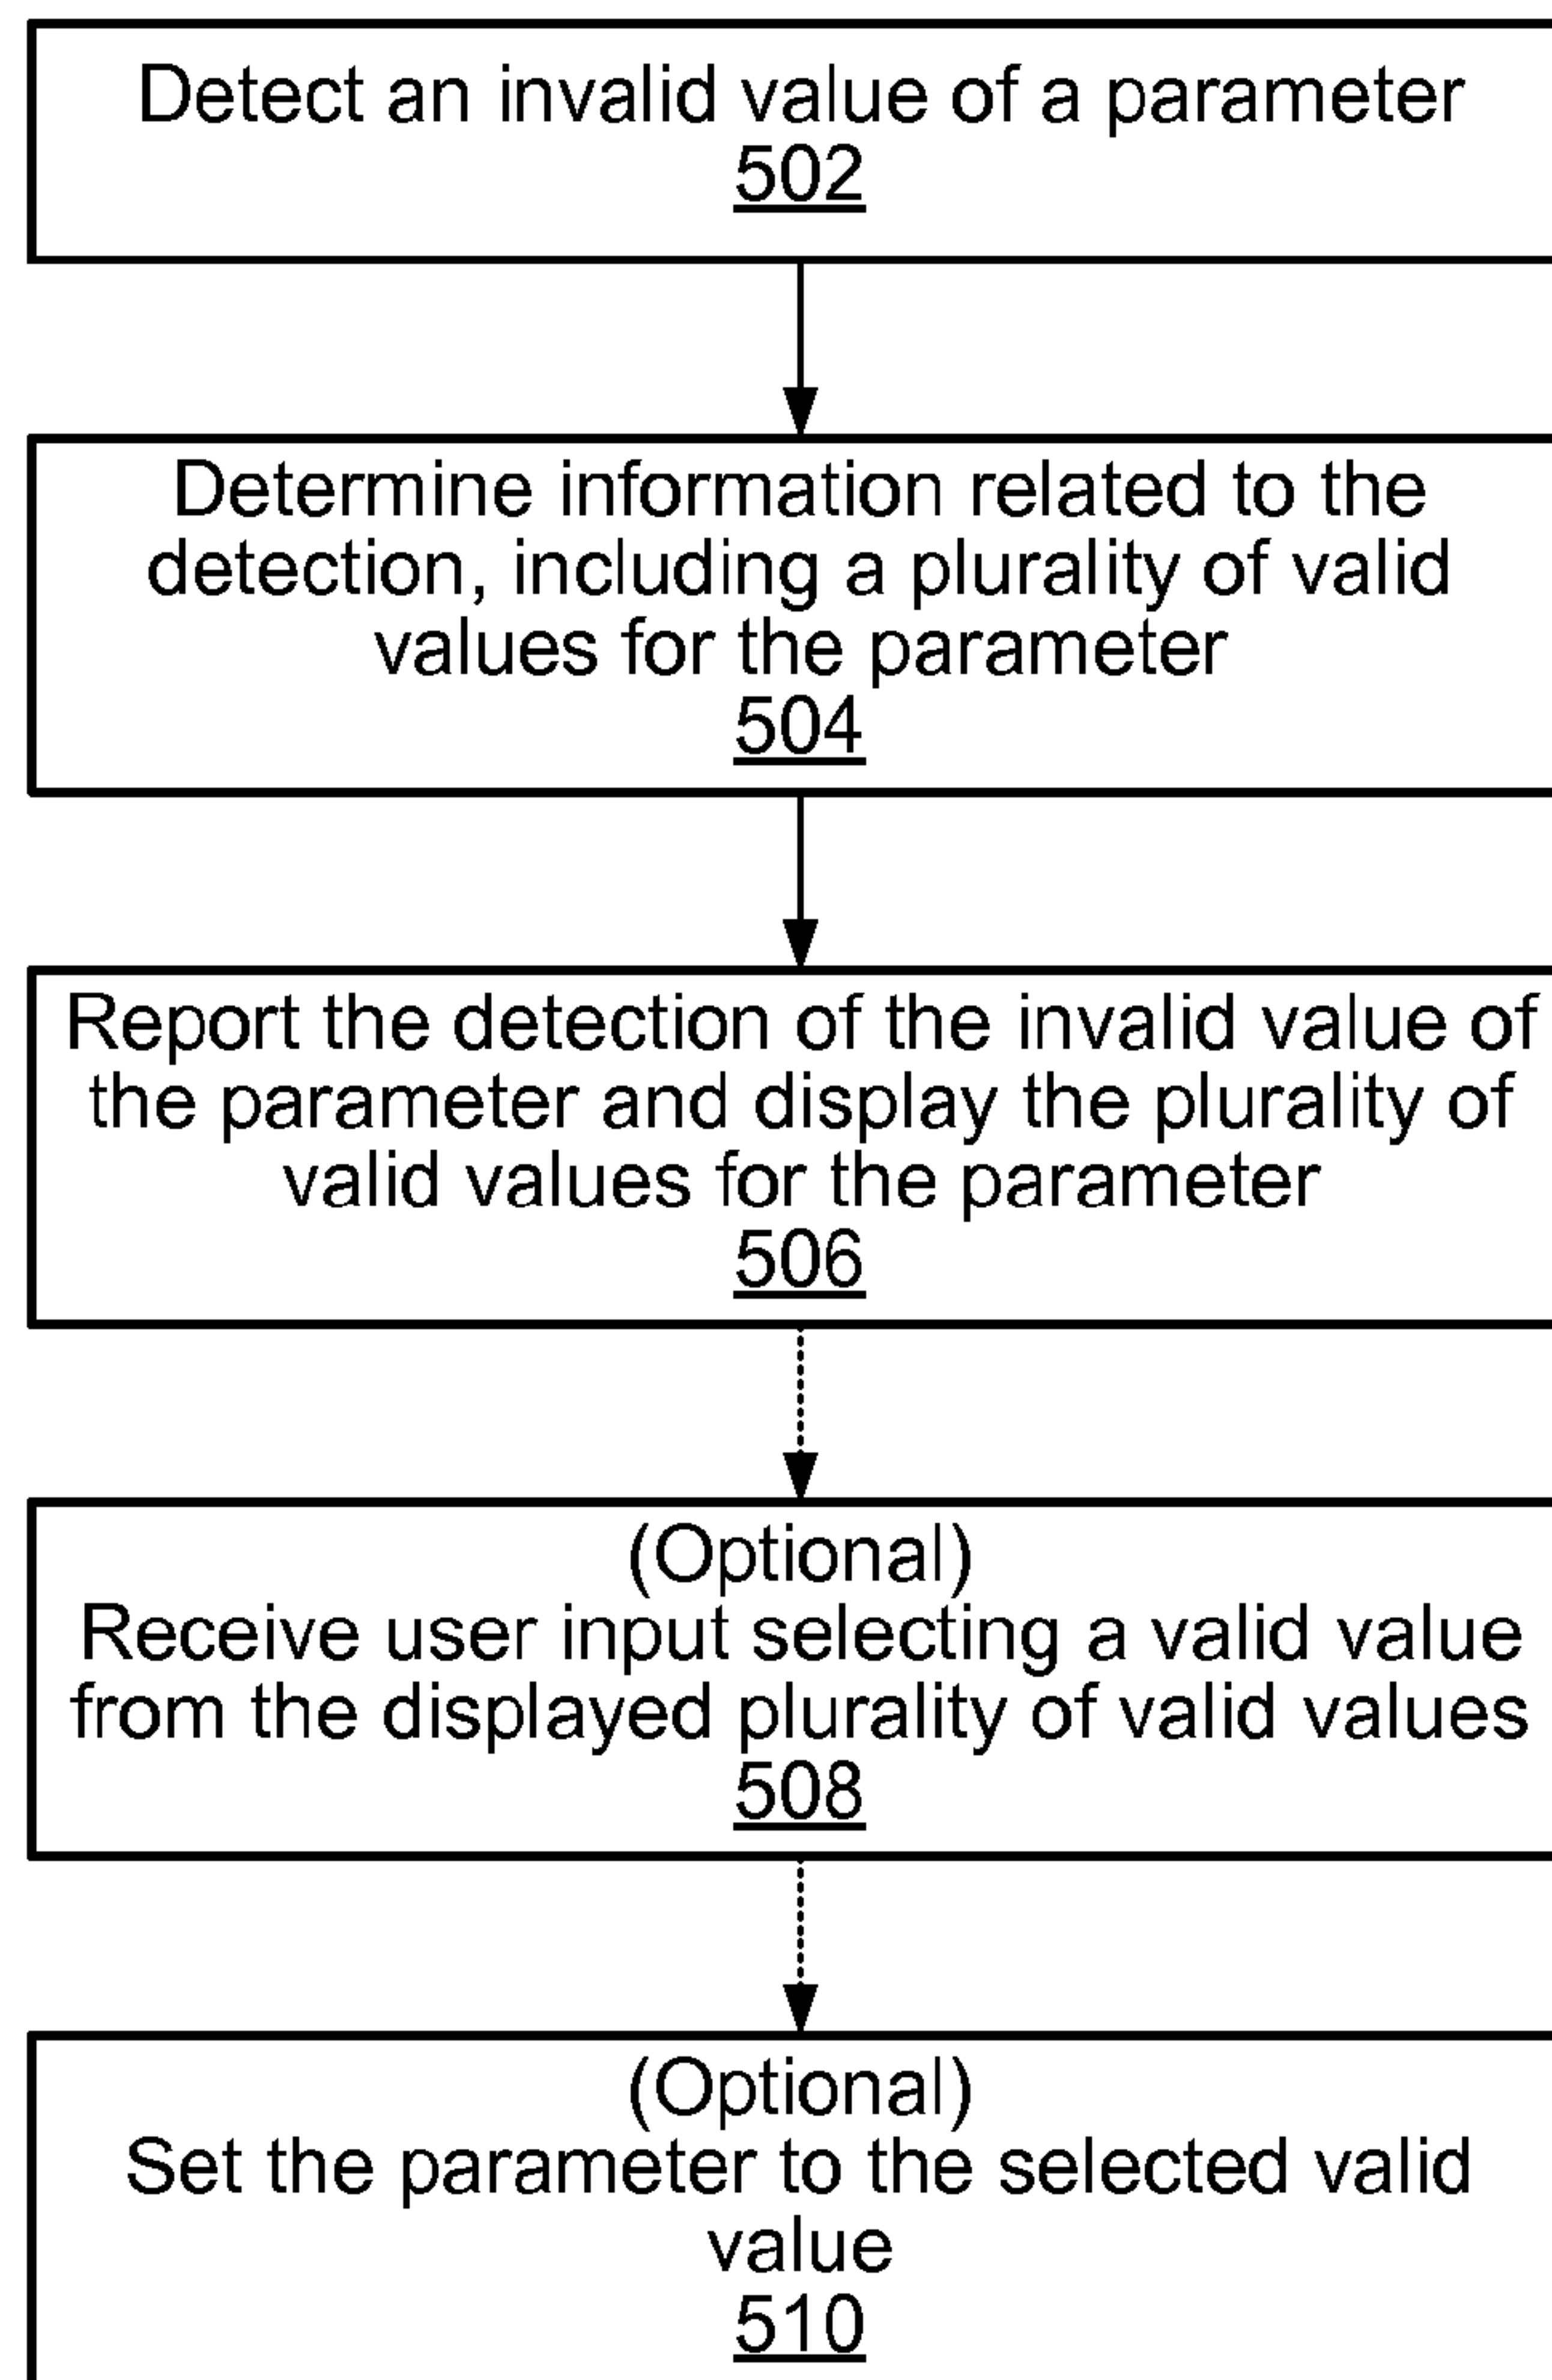 Detect an invalid value of a parameter
502
Determine information related to the
detection, including a plurality of valid
values for the parameter
504
Report the detection of the invalid value of
the parameter and display the plurality of
valid values for the parameter
506
(Optional)
Receive user input selecting a valid value
from the displayed plurality of valid values
508
(Optional)
Set the parameter to the selected valid
value
510